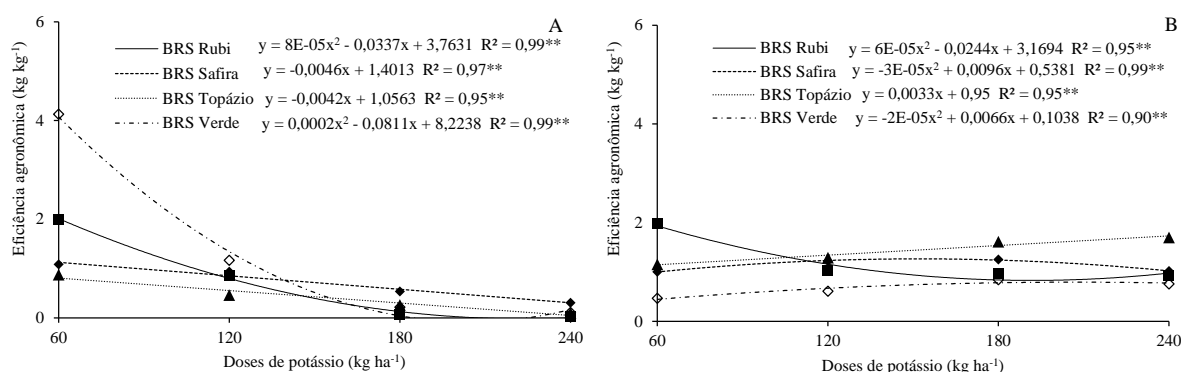 A
Eficiência agronômica (kg kg-1)
6
4
2
0
BRS Rubi y = 8E-05x² - 0,0337x + 3,7631 R² = 0,99**
BRS Safira y = -0,0046x + 1,4013 R² = 0,97**
BRS Topázio y = -0,0042x + 1,0563 R² = 0,95**
BRS Verde y = 0,0002x² - 0,0811x + 8,2238 R² = 0,99**
60 120 180 240
Doses de potássio (kg ha-1)
B
Eficiência agronômica (kg kg-1)
6
4
2
0
BRS Rubi y = 6E-05x² - 0,0244x + 3,1694 R² = 0,95**
BRS Safira y = -3E-05x² + 0,0096x + 0,5381 R² = 0,99**
BRS Topázio y = 0,0033x + 0,95 R² = 0,95**
BRS Verde y = -2E-05x² + 0,0066x + 0,1038 R² = 0,90**
60 120 180 240
Doses de potássio (kg ha-1)